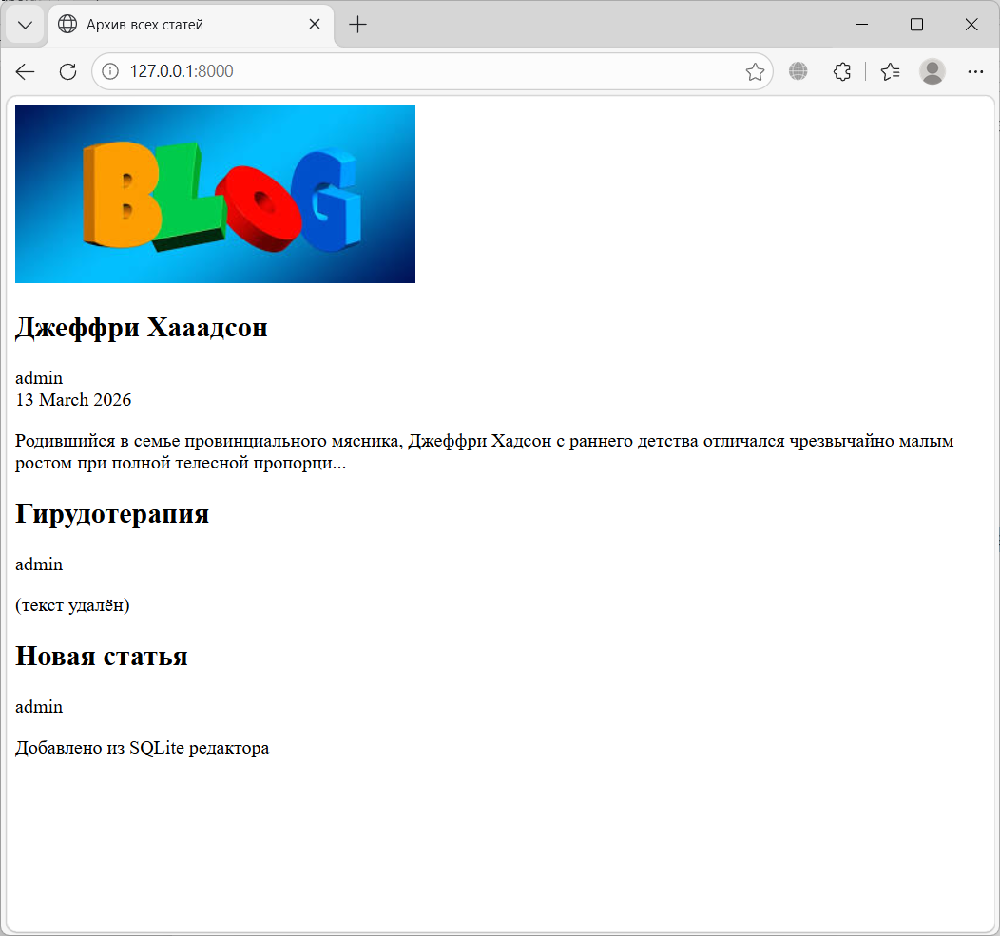 Архив всех статей
127.0.0.1:8000
BLOG
Джеффри Хааадсон
admin
13 March 2026
Родившийся в семье провинциального мясника, Джеффри Хадсон с раннего детства отличался чрезвычайно малым
ростом при полной телесной пропорци...
Гирудотерапия
admin
(текст удалён)
Новая статья
admin
Добавлено из SQLite редактора